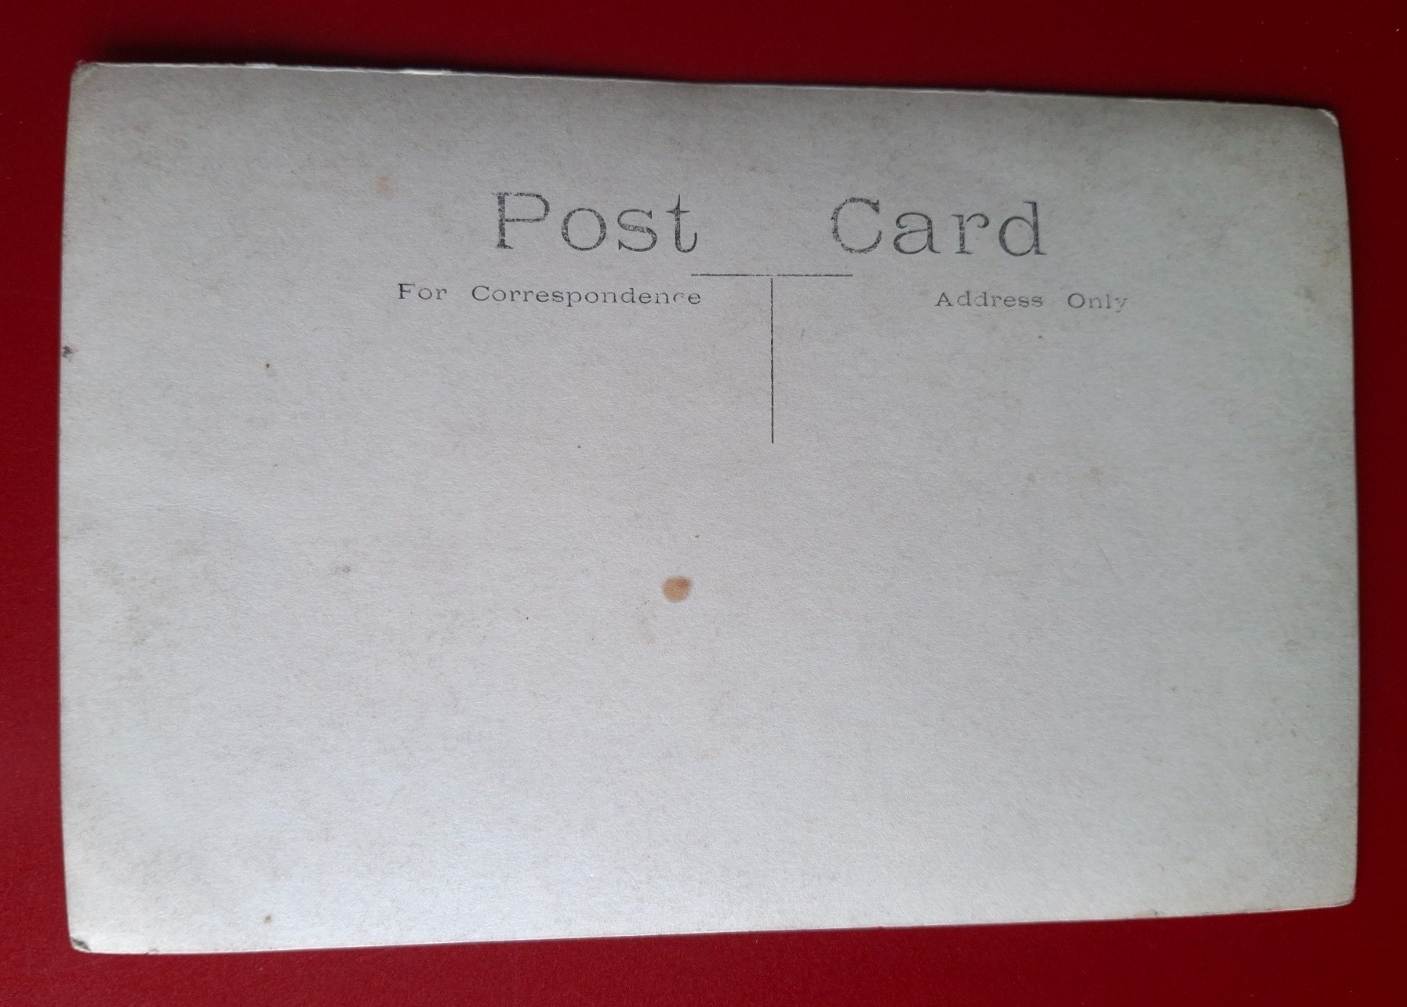 Post Card
For Correspondence
Address Only